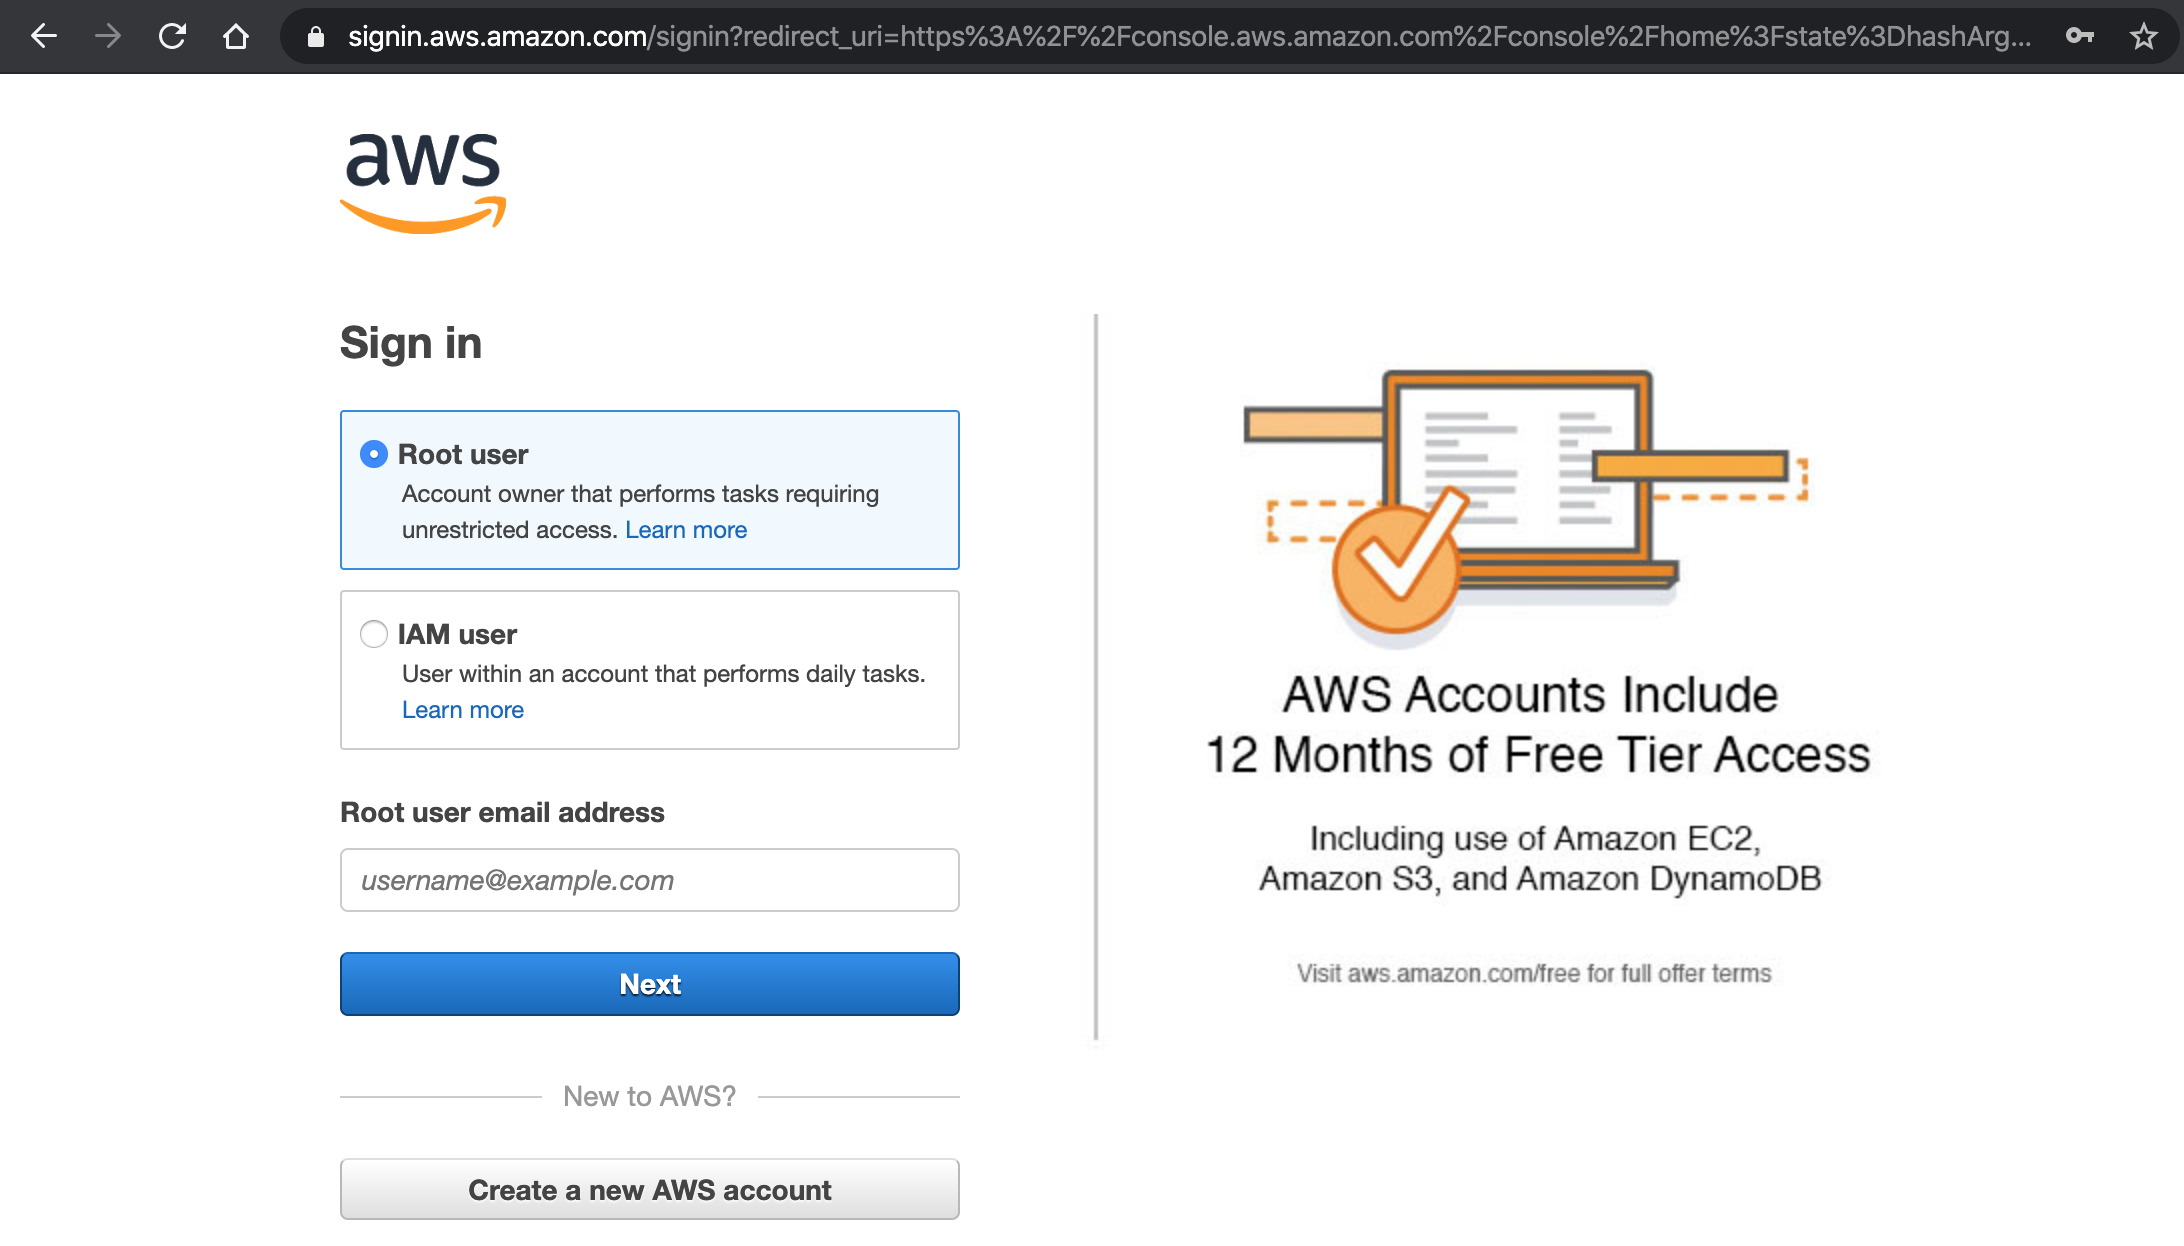 signin.aws.amazon.com/signin?redirect_uri=https%3A%2F%2Fconsole.aws.amazon.com%2Fconsole%2Fhome%3Fstate%3DhashArg...
aws
Sign in
Root user
Account owner that performs tasks requiring
unrestricted access. Learn more
IAM user
User within an account that performs daily tasks.
Learn more
Root user email address
username@example.com
Next
New to AWS?
Create a new AWS account
AWS Accounts Include
12 Months of Free Tier Access
Including use of Amazon EC2,
Amazon S3, and Amazon DynamoDB
Visit aws.amazon.com/free for full offer terms